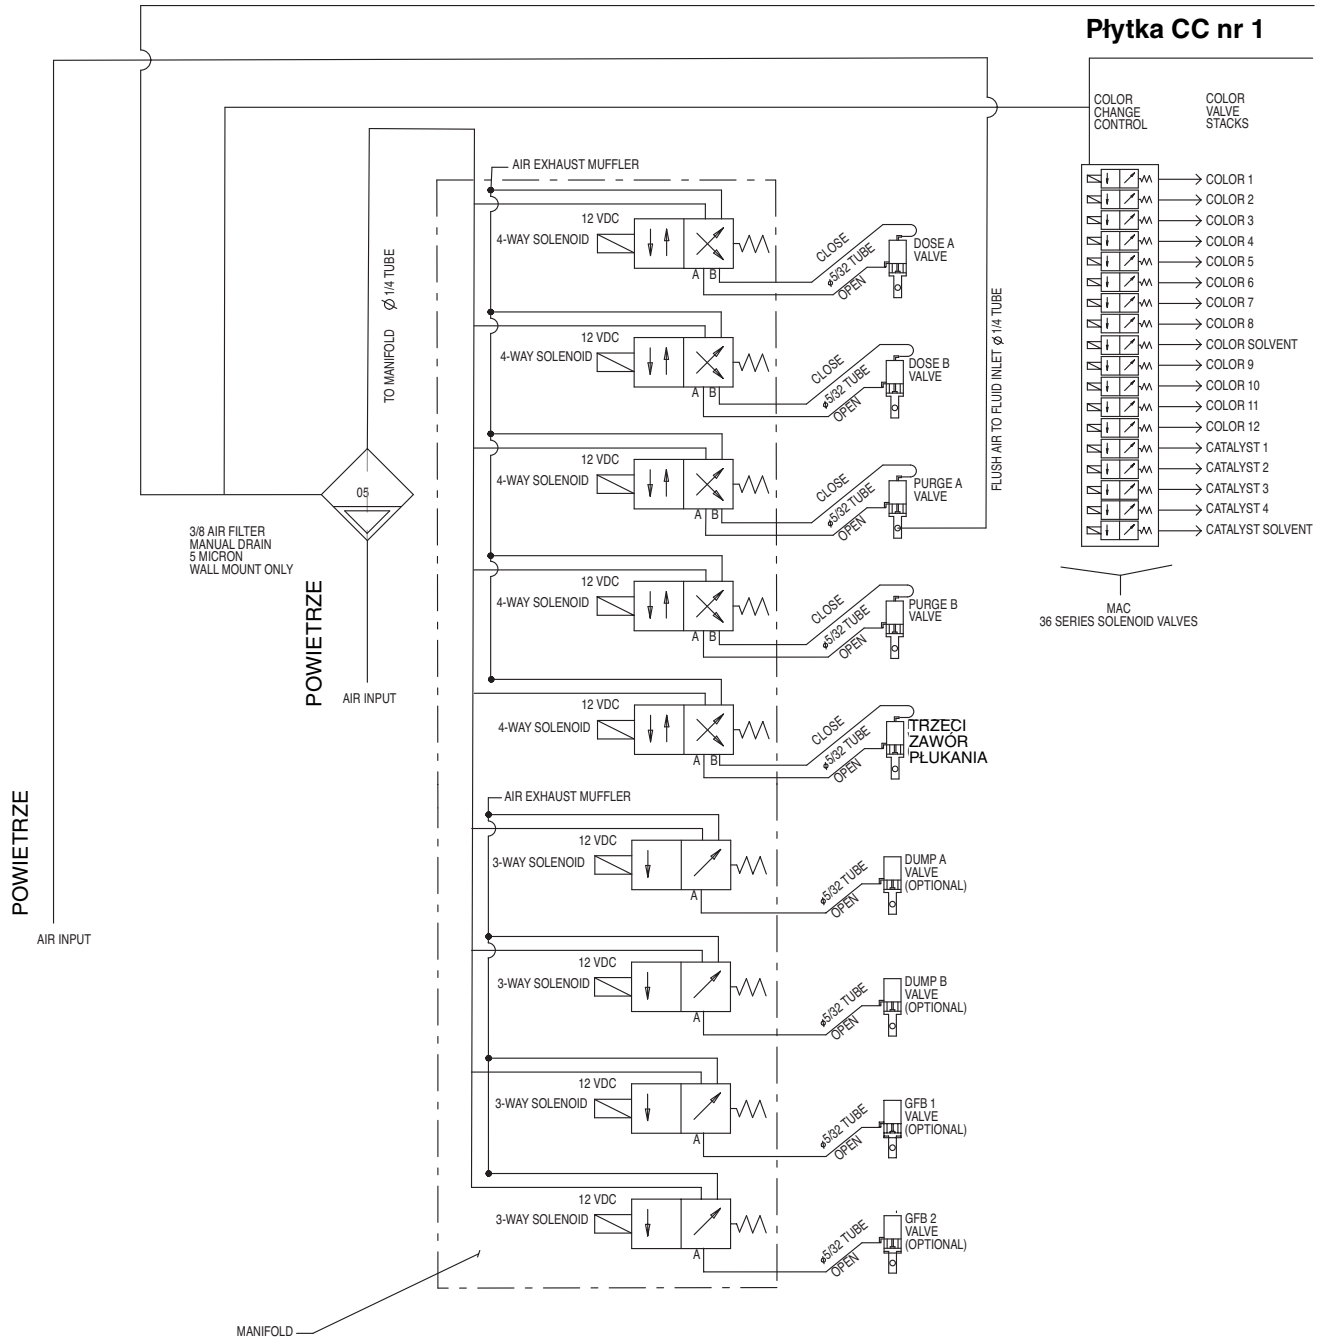 Płytka CC nr 1
COLOR
CHANGE
CONTROL
COLOR
VALVE
STACKS
COLOR 1
COLOR 2
COLOR 3
COLOR 4
COLOR 5
COLOR 6
COLOR 7
COLOR 8
COLOR SOLVENT
COLOR 9
COLOR 10
COLOR 11
COLOR 12
CATALYST 1
CATALYST 2
CATALYST 3
CATALYST 4
CATALYST SOLVENT
MAC
36 SERIES SOLENOID VALVES
FLUSH AIR TO FLUID INLET Ø 1/4 TUBE
TO MANIFOLD Ø 1/4 TUBE
05
3/8 AIR FILTER
MANUAL DRAIN
5 MICRON
WALL MOUNT ONLY
POWIETRZE
AIR INPUT
POWIETRZE
AIR INPUT
AIR EXHAUST MUFFLER
12 VDC
4-WAY SOLENOID
A B
CLOSE
ø5/32 TUBE
OPEN
DOSE A
VALVE
12 VDC
4-WAY SOLENOID
A B
CLOSE
ø5/32 TUBE
OPEN
DOSE B
VALVE
12 VDC
4-WAY SOLENOID
A B
CLOSE
ø5/32 TUBE
OPEN
PURGE A
VALVE
12 VDC
4-WAY SOLENOID
A B
CLOSE
ø5/32 TUBE
OPEN
PURGE B
VALVE
12 VDC
4-WAY SOLENOID
A B
CLOSE
ø5/32 TUBE
OPEN
TRZECI
ZAWÓR
PŁUKANIA
AIR EXHAUST MUFFLER
12 VDC
3-WAY SOLENOID
A
ø5/32 TUBE
OPEN
DUMP A
VALVE
(OPTIONAL)
12 VDC
3-WAY SOLENOID
A
ø5/32 TUBE
OPEN
DUMP B
VALVE
(OPTIONAL)
12 VDC
3-WAY SOLENOID
A
ø5/32 TUBE
OPEN
GFB 1
VALVE
(OPTIONAL)
12 VDC
3-WAY SOLENOID
A
ø5/32 TUBE
OPEN
GFB 2
VALVE
(OPTIONAL)
MANIFOLD